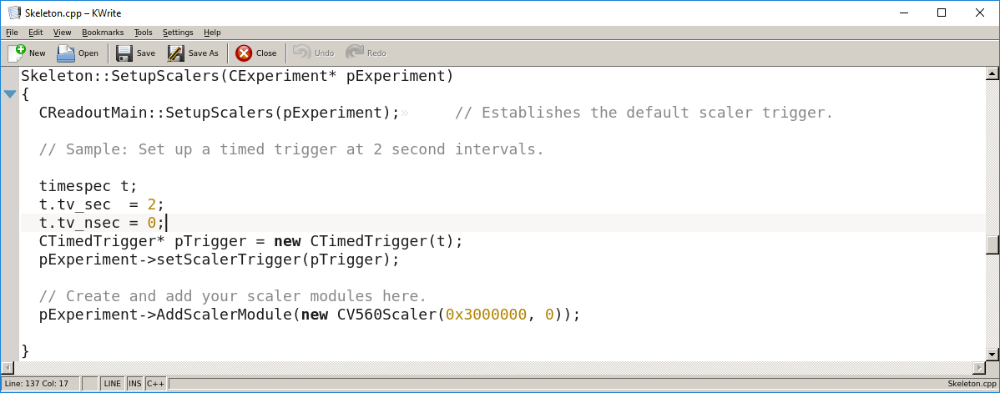 Skeleton.cpp – KWrite
File Edit View Bookmarks Tools Settings Help
New Open Save Save As Close Undo Redo
Skeleton::SetupScalers(CExperiment* pExperiment)
{
  CReadoutMain::SetupScalers(pExperiment);»     // Establishes the default scaler trigger.
  // Sample: Set up a timed trigger at 2 second intervals.
  timespec t;
  t.tv_sec  = 2;
  t.tv_nsec = 0;
  CTimedTrigger* pTrigger = new CTimedTrigger(t);
  pExperiment->setScalerTrigger(pTrigger);
  // Create and add your scaler modules here.
  pExperiment->AddScalerModule(new CV560Scaler(0x3000000, 0));
}
Line: 137 Col: 17 LINE INS C++ Skeleton.cpp